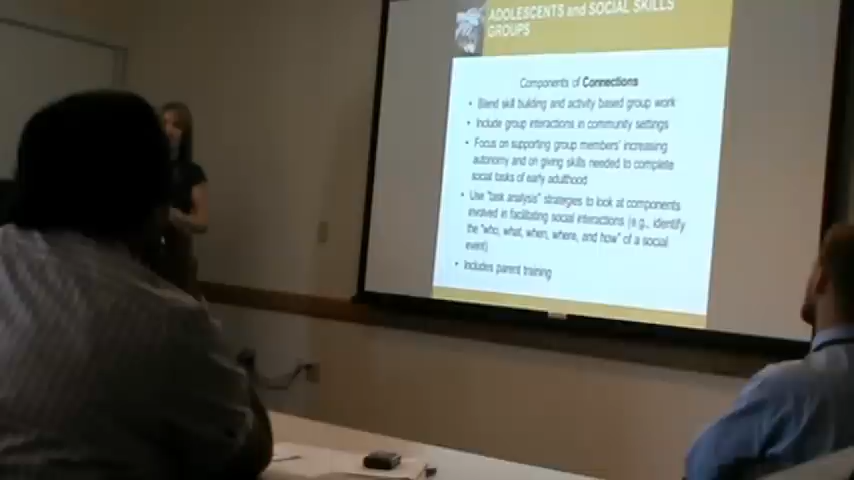 ADOLESCENTS and SOCIAL SKILLS
GROUPS
Components of Connections
• Blend skill building and activity based group work
• Include group interactions in community settings
• Focus on supporting group members' increasing
autonomy and on giving skills needed to complete
social tasks of early adulthood
• Use "task analysis" strategies to look at components
involved in facilitating social interactions (e.g., identify
the "who, what, when, where, and how" of a social
event)
• Includes parent training